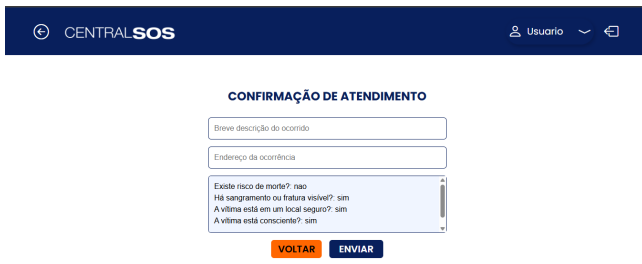 CENTRALSOS
Usuario
CONFIRMAÇÃO DE ATENDIMENTO
Breve descrição do ocorrido
Endereço da ocorrência
Existe risco de morte?: nao
Há sangramento ou fratura visível?: sim
A vítima está em um local seguro?: sim
A vítima está consciente?: sim
VOLTAR ENVIAR